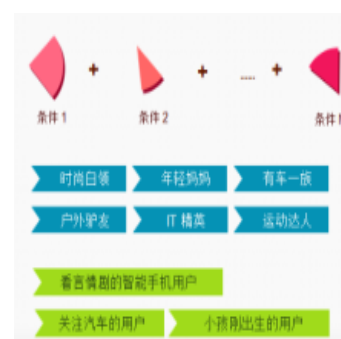 + + ..... +
条件 1 条件 2 条件
时尚白领 年轻妈妈 有车一族
户外驴友 IT 精英 运动达人
看言情剧的智能手机用户
关注汽车的用户 小孩刚出生的用户